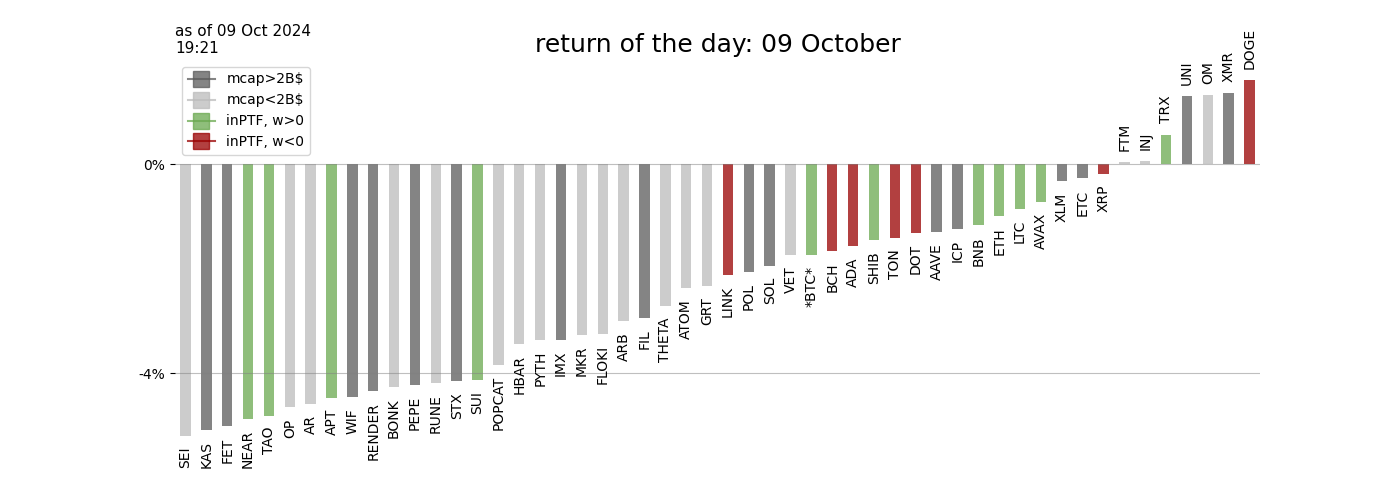 as of 09 Oct 2024
19:21
return of the day: 09 October
mcap>2B$
mcap<2B$
inPTF, w>0
inPTF, w<0
0%
-4%
SEI
KAS
FET
NEAR
TAO
OP
AR
APT
WIF
RENDER
BONK
PEPE
RUNE
STX
SUI
POPCAT
HBAR
PYTH
IMX
MKR
FLOKI
ARB
FIL
THETA
ATOM
GRT
LINK
POL
SOL
VET
*BTC*
BCH
ADA
SHIB
TON
DOT
AAVE
ICP
BNB
ETH
LTC
AVAX
XLM
ETC
XRP
FTM
INJ
TRX
UNI
OM
XMR
DOGE